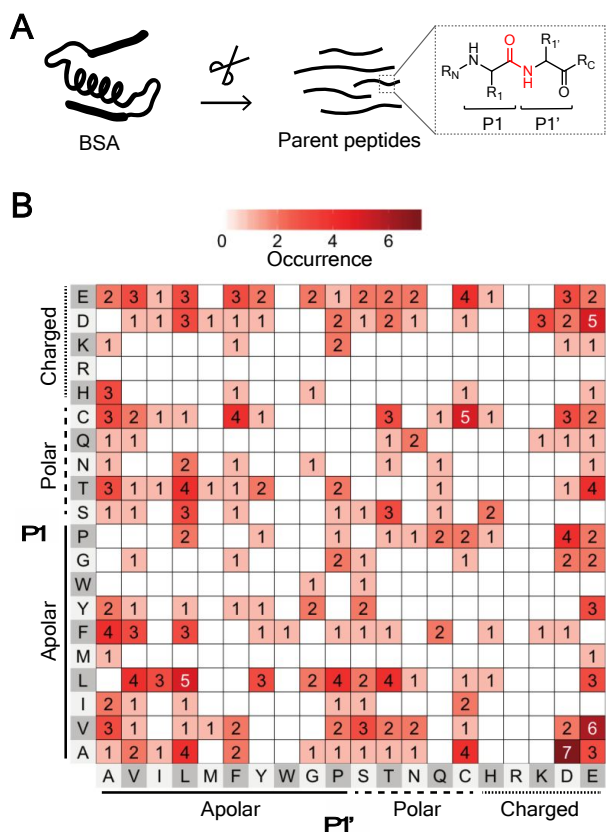 A
BSA
Parent peptides
R_N
H
N
R_1
O
N
H
R_1'
O
R_C
P1 P1'
B
0 2 4 6
Occurrence
E 2 3 1 3 3 2 2 1 2 2 2 4 1 3 2
D 1 1 3 1 1 1 2 1 2 1 1 3 2 5
K 1 1 2 1 1
R
H 3 1 1 1 1
C 3 2 1 1 4 1 3 1 5 1 3 2
Q 1 1 1 2 1 1 1
N 1 2 1 1 1 1 1
T 3 1 1 4 1 1 2 2 1 1 4
S 1 1 3 1 1 1 3 1 2
P 2 1 1 1 1 2 2 1 4 2
G 1 1 2 1 1 2 2
W 1 1
Y 2 1 1 1 1 2 2 3
F 4 3 3 1 1 1 1 1 2 1 1 1
M 1 1
L 4 3 5 3 2 4 2 4 1 1 1 3
I 2 1 1 1 1 2
V 3 1 1 1 2 2 3 2 2 1 2 6
A 1 2 1 4 2 1 1 1 1 1 4 7 3
A V I L M F Y W G P S T N Q C H R K D E
Charged
Polar
P1
Apolar
Apolar Polar Charged
P1'